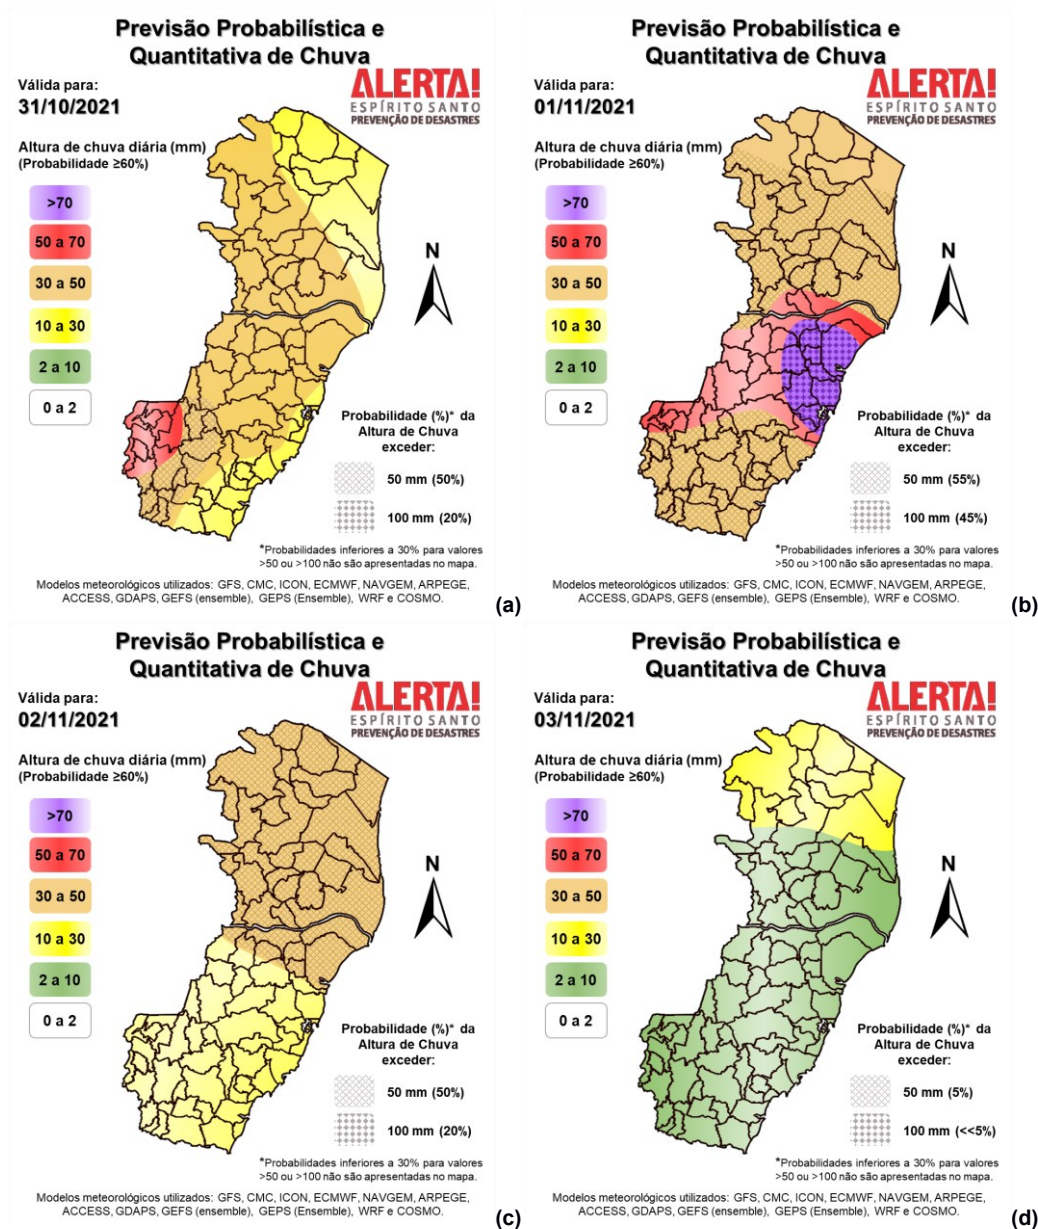 Previsão Probabilística e
Quantitativa de Chuva
Válida para:
31/10/2021
ALERTA!
ESPÍRITO SANTO
PREVENÇÃO DE DESASTRES
Altura de chuva diária (mm)
(Probabilidade ≥60%)
>70
50 a 70
30 a 50
10 a 30
2 a 10
0 a 2
N
Probabilidade (%)* da
Altura de Chuva
exceder:
50 mm (50%)
100 mm (20%)
*Probabilidades inferiores a 30% para valores
>50 ou >100 não são apresentadas no mapa.
Modelos meteorológicos utilizados: GFS, CMC, ICON, ECMWF, NAVGEM, ARPEGE,
ACCESS, GDAPS, GEFS (ensemble), GEPS (Ensemble), WRF e COSMO.
(a)
Previsão Probabilística e
Quantitativa de Chuva
Válida para:
01/11/2021
ALERTA!
ESPÍRITO SANTO
PREVENÇÃO DE DESASTRES
Altura de chuva diária (mm)
(Probabilidade ≥60%)
>70
50 a 70
30 a 50
10 a 30
2 a 10
0 a 2
N
Probabilidade (%)* da
Altura de Chuva
exceder:
50 mm (55%)
100 mm (45%)
*Probabilidades inferiores a 30% para valores
>50 ou >100 não são apresentadas no mapa.
Modelos meteorológicos utilizados: GFS, CMC, ICON, ECMWF, NAVGEM, ARPEGE,
ACCESS, GDAPS, GEFS (ensemble), GEPS (Ensemble), WRF e COSMO.
(b)
Previsão Probabilística e
Quantitativa de Chuva
Válida para:
02/11/2021
ALERTA!
ESPÍRITO SANTO
PREVENÇÃO DE DESASTRES
Altura de chuva diária (mm)
(Probabilidade ≥60%)
>70
50 a 70
30 a 50
10 a 30
2 a 10
0 a 2
N
Probabilidade (%)* da
Altura de Chuva
exceder:
50 mm (50%)
100 mm (20%)
*Probabilidades inferiores a 30% para valores
>50 ou >100 não são apresentadas no mapa.
Modelos meteorológicos utilizados: GFS, CMC, ICON, ECMWF, NAVGEM, ARPEGE,
ACCESS, GDAPS, GEFS (ensemble), GEPS (Ensemble), WRF e COSMO.
(c)
Previsão Probabilística e
Quantitativa de Chuva
Válida para:
03/11/2021
ALERTA!
ESPÍRITO SANTO
PREVENÇÃO DE DESASTRES
Altura de chuva diária (mm)
(Probabilidade ≥60%)
>70
50 a 70
30 a 50
10 a 30
2 a 10
0 a 2
N
Probabilidade (%)* da
Altura de Chuva
exceder:
50 mm (5%)
100 mm (<<5%)
*Probabilidades inferiores a 30% para valores
>50 ou >100 não são apresentadas no mapa.
Modelos meteorológicos utilizados: GFS, CMC, ICON, ECMWF, NAVGEM, ARPEGE,
ACCESS, GDAPS, GEFS (ensemble), GEPS (Ensemble), WRF e COSMO.
(d)